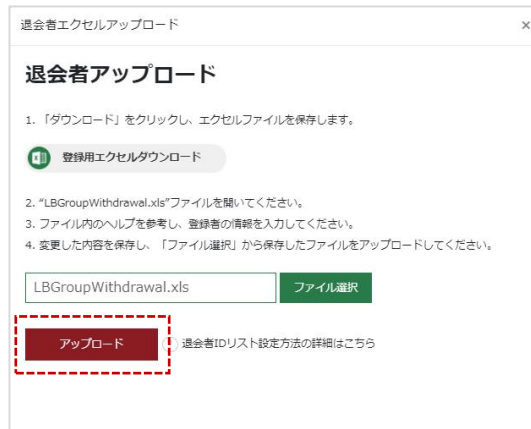 退会者エクセルアップロード ×
退会者アップロード
1. 「ダウンロード」をクリックし、エクセルファイルを保存します。
登録用エクセルダウンロード
2. “LBGroupWithdrawal.xls”ファイルを開いてください。
3. ファイル内のヘルプを参考し、登録者の情報を入力してください。
4. 変更した内容を保存し、「ファイル選択」から保存したファイルをアップロードしてください。
LBGroupWithdrawal.xls ファイル選択
アップロード 退会者IDリスト設定方法の詳細はこちら